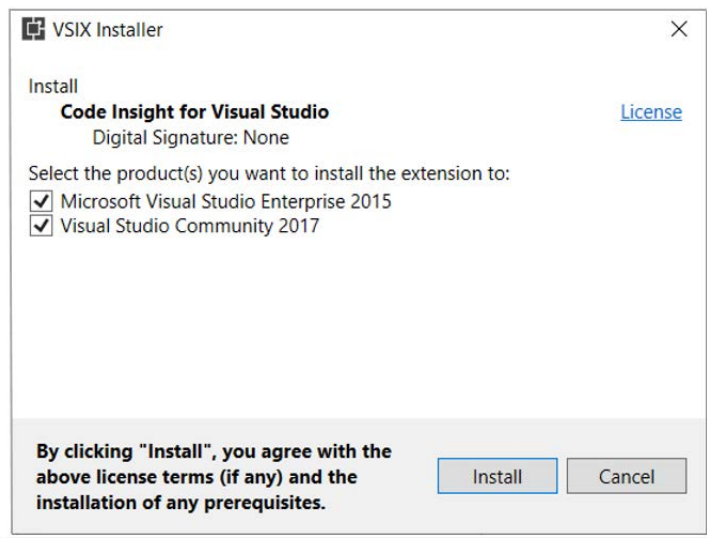 VSIX Installer
Install
Code Insight for Visual Studio
License
Digital Signature: None
Select the product(s) you want to install the extension to:
Microsoft Visual Studio Enterprise 2015
Visual Studio Community 2017
By clicking "Install", you agree with the
above license terms (if any) and the
installation of any prerequisites.
Install
Cancel